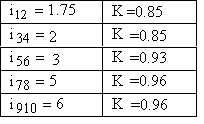 i12 = 1.75 K =0.85
i34 = 2 K =0.85
i56 = 3 K =0.93
i78 = 5 K =0.96
i910 = 6 K =0.96